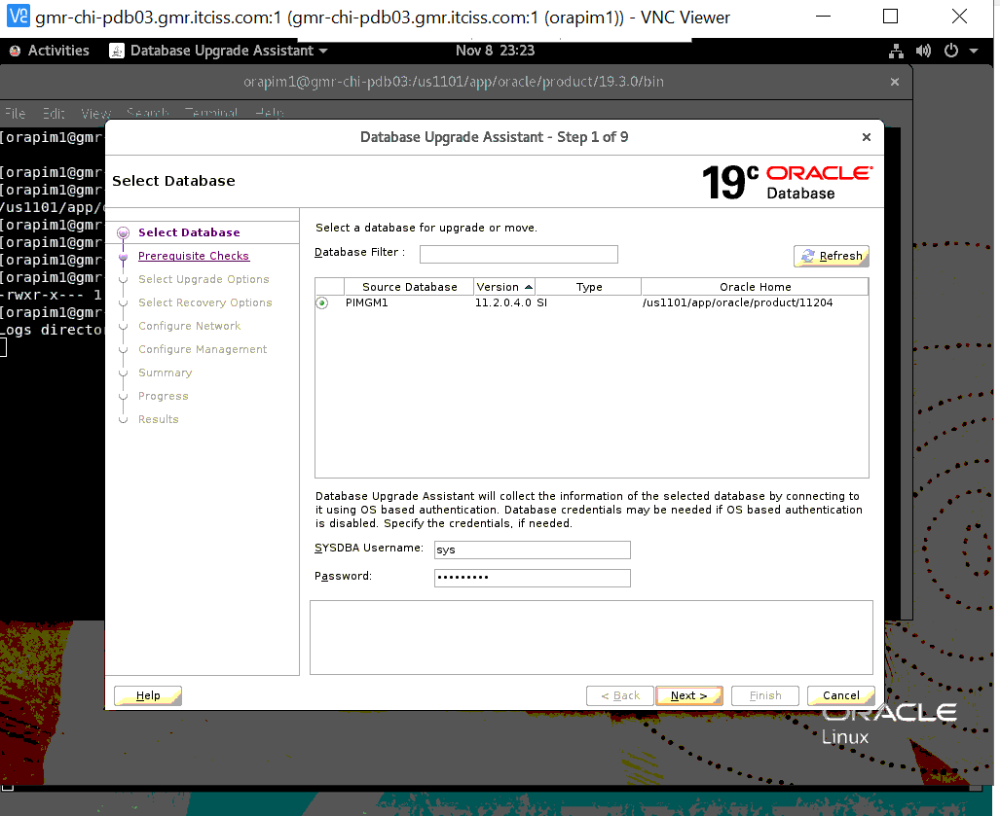 VE gmr-chi-pdb03.gmr.itciss.com:1 (gmr-chi-pdb03.gmr.itciss.com:1 (orapim1)) - VNC Viewer
Activities Database Upgrade Assistant Nov 8 23:23
orapim1@gmr-chi-pdb03:/us1101/app/oracle/product/19.3.0/bin
File Edit View Search Terminal Help
[orapim1@gmr
[orapim1@gmr
[orapim1@gmr
/us1101/app/
[orapim1@gmr
[orapim1@gmr
[orapim1@gmr
[orapim1@gmr
-rwxr-x--- 1
[orapim1@gmr
Logs director
Database Upgrade Assistant - Step 1 of 9
Select Database
19c ORACLE
Database
Select Database
Prerequisite Checks
Select Upgrade Options
Select Recovery Options
Configure Network
Configure Management
Summary
Progress
Results
Select a database for upgrade or move.
Database Filter :
Refresh
Source Database Version Type Oracle Home
PIMGM1 11.2.0.4.0 SI /us1101/app/oracle/product/11204
Database Upgrade Assistant will collect the information of the selected database by connecting to
it using OS based authentication. Database credentials may be needed if OS based authentication
is disabled. Specify the credentials, if needed.
SYSDBA Username: sys
Password: •••••••••
Help < Back Next > Finish Cancel
ORACLE
Linux